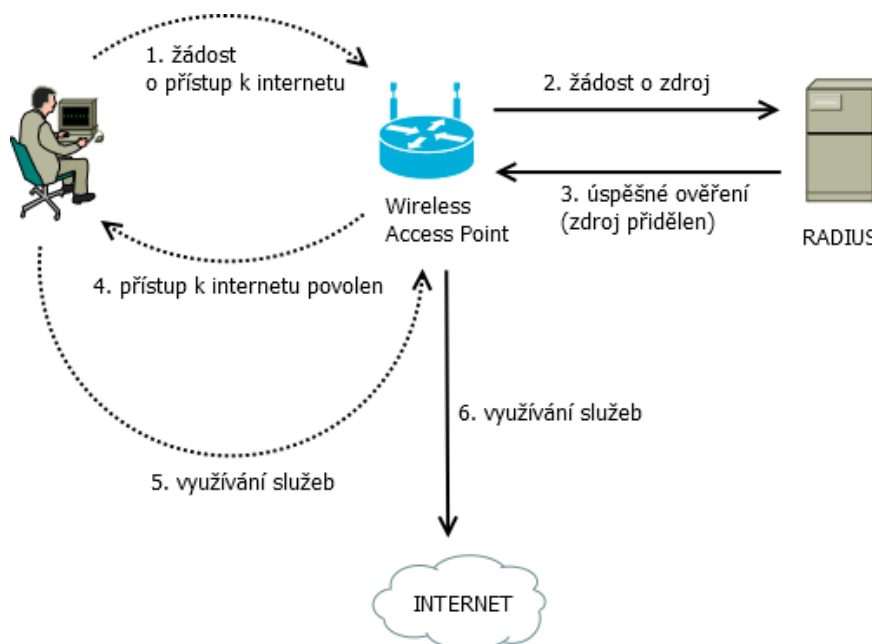 1. žádost
o přístup k internetu
2. žádost o zdroj
3. úspěšné ověření
(zdroj přidělen)
Wireless
Access Point
RADIUS
4. přístup k internetu povolen
6. využívání služeb
5. využívání služeb
INTERNET